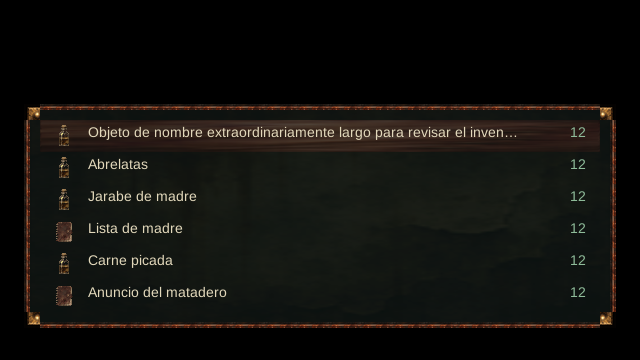 Objeto de nombre extraordinariamente largo para revisar el inven… 12
Abrelatas 12
Jarabe de madre 12
Lista de madre 12
Carne picada 12
Anuncio del matadero 12